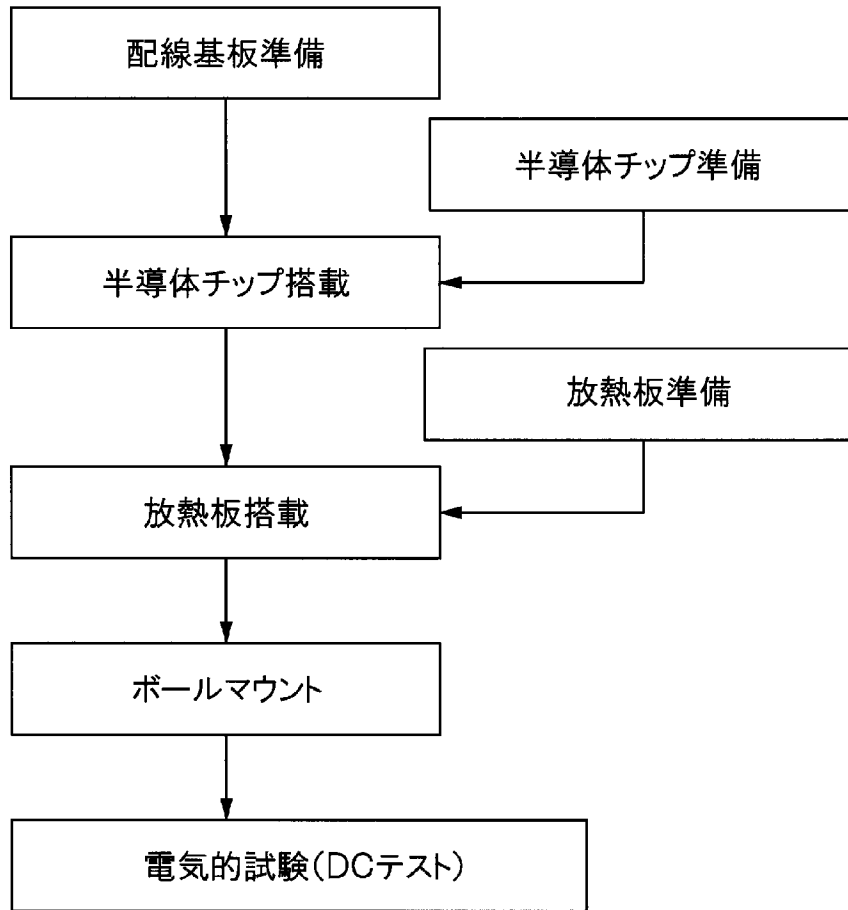 配線基板準備
半導体チップ準備
半導体チップ搭載
放熱板準備
放熱板搭載
ボールマウント
電気的試験(DCテスト)